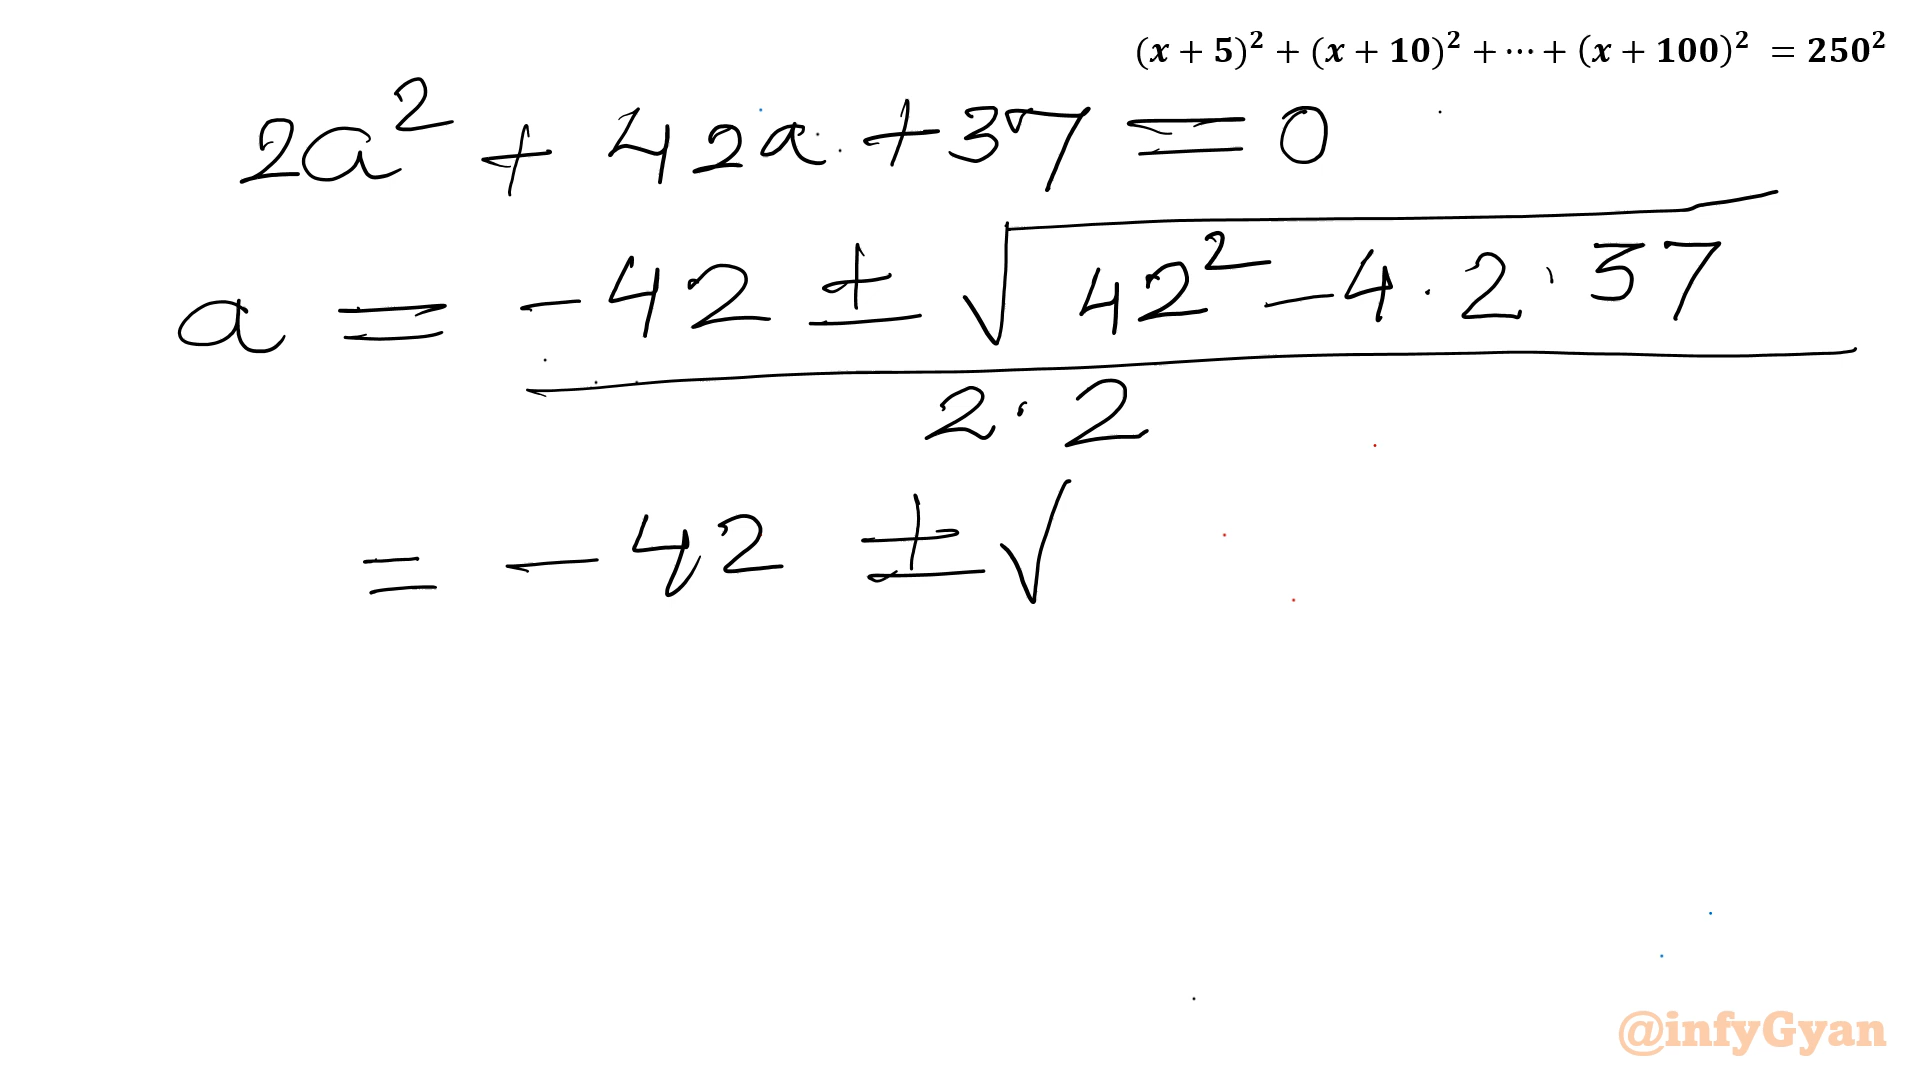 (x + 5)² + (x + 10)² + ⋯ + (x + 100)² = 250²
2a² + 42a + 37 = 0
a = (-42 ± √(42² - 4 · 2 · 37)) / (2 · 2)
= -42 ± √
@infyGyan